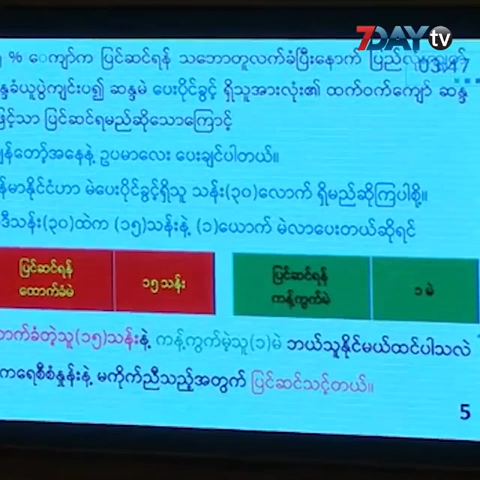 7DAY tv
03:47
% ကျော်က ပြင်ဆင်ရန် သဘောတူလက်ခံပြီးနောက်
ခံယူပွဲကျင်းပ၍ ဆန္ဒမဲ ပေးပိုင်ခွင့် ရှိသူအားလုံး၏ ထက်ဝက်ကျော် ဆန္ဒ
ဖြင့်သာ ပြင်ဆင်ရမည်ဆိုသောကြောင့်
အနေနဲ့ ဥပမာလေး ပေးချင်ပါတယ်။
မာနိုင်ငံဟာ မဲပေးပိုင်ခွင့်ရှိသူ သန်း(၃၀)လောက် ရှိမည်ဆိုကြပါစို့။
ဒီသန်း(၃၀)ထဲက (၁၅)သန်းနဲ့ (၁)ယောက် မဲလာပေးတယ်ဆိုရင်
ပြင်ဆင်ရန် ထောက်ခံမဲ ၁၅ သန်း
ပြင်ဆင်ရန် ကန့်ကွက်မဲ ၁ မဲ
ထောက်ခံတဲ့သူ(၁၅)သန်းနဲ့ ကန့်ကွက်မဲ့သူ(၁)မဲ ဘယ်သူနိုင်မယ်ထင်ပါသလဲ
ကရေစီစံနှုန်းနဲ့ မကိုက်ညီသည့်အတွက် ပြင်ဆင်သင့်တယ်။
5